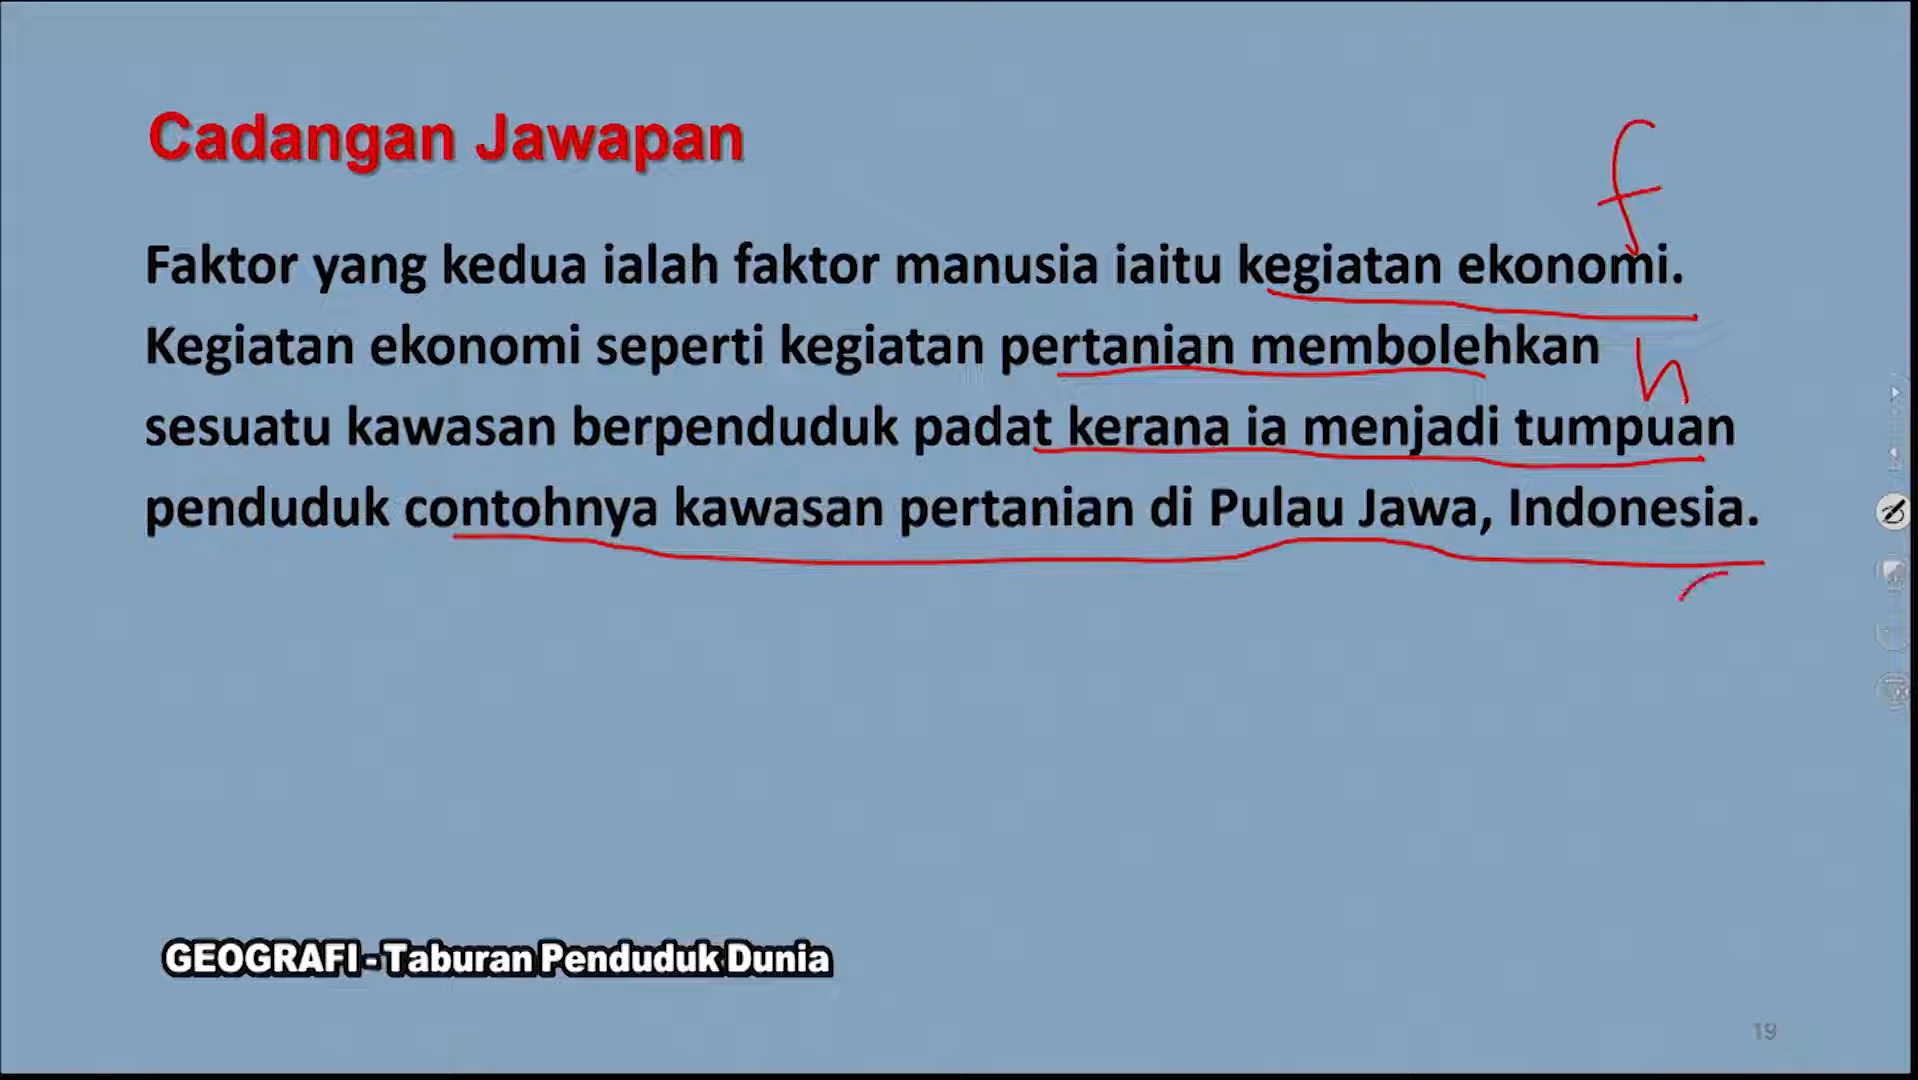 Cadangan Jawapan
f
Faktor yang kedua ialah faktor manusia iaitu kegiatan ekonomi.
Kegiatan ekonomi seperti kegiatan pertanian membolehkan
h
sesuatu kawasan berpenduduk padat kerana ia menjadi tumpuan
penduduk contohnya kawasan pertanian di Pulau Jawa, Indonesia.
GEOGRAFI - Taburan Penduduk Dunia
19